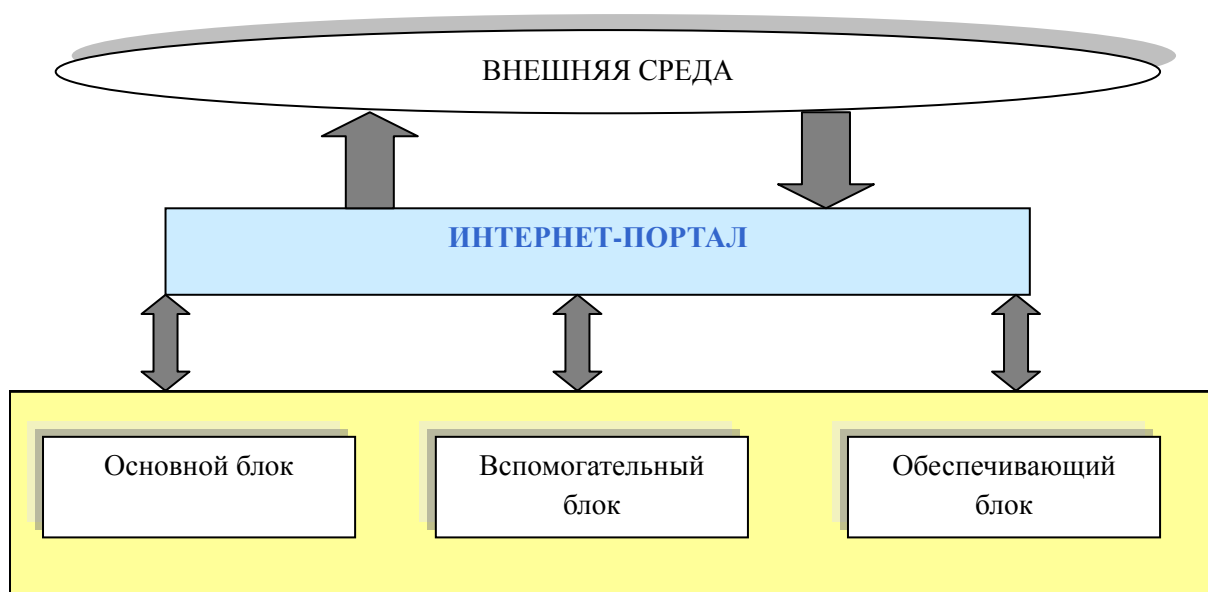 ВНЕШНЯЯ СРЕДА
ИНТЕРНЕТ-ПОРТАЛ
Основной блок
Вспомогательный
блок
Обеспечивающий
блок